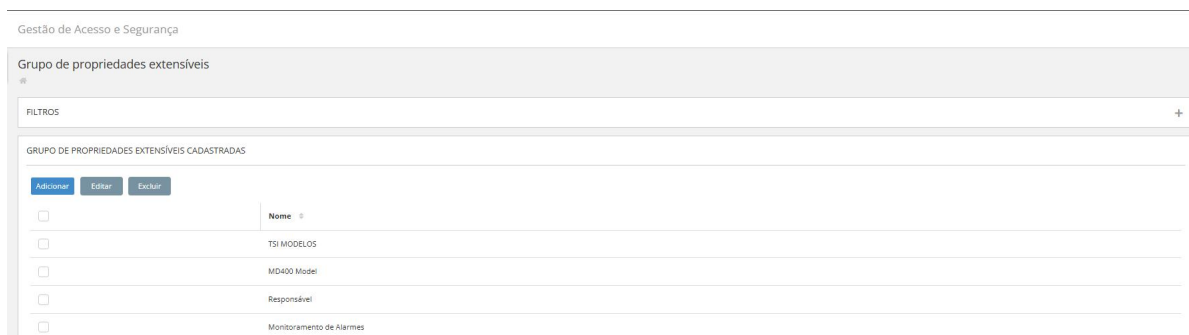 Gestão de Acesso e Segurança
Grupo de propriedades extensíveis
FILTROS
GRUPO DE PROPRIEDADES EXTENSÍVEIS CADASTRADAS
Adicionar Editar Excluir
Nome
TSI MODELOS
MD400 Model
Responsável
Monitoramento de Alarmes